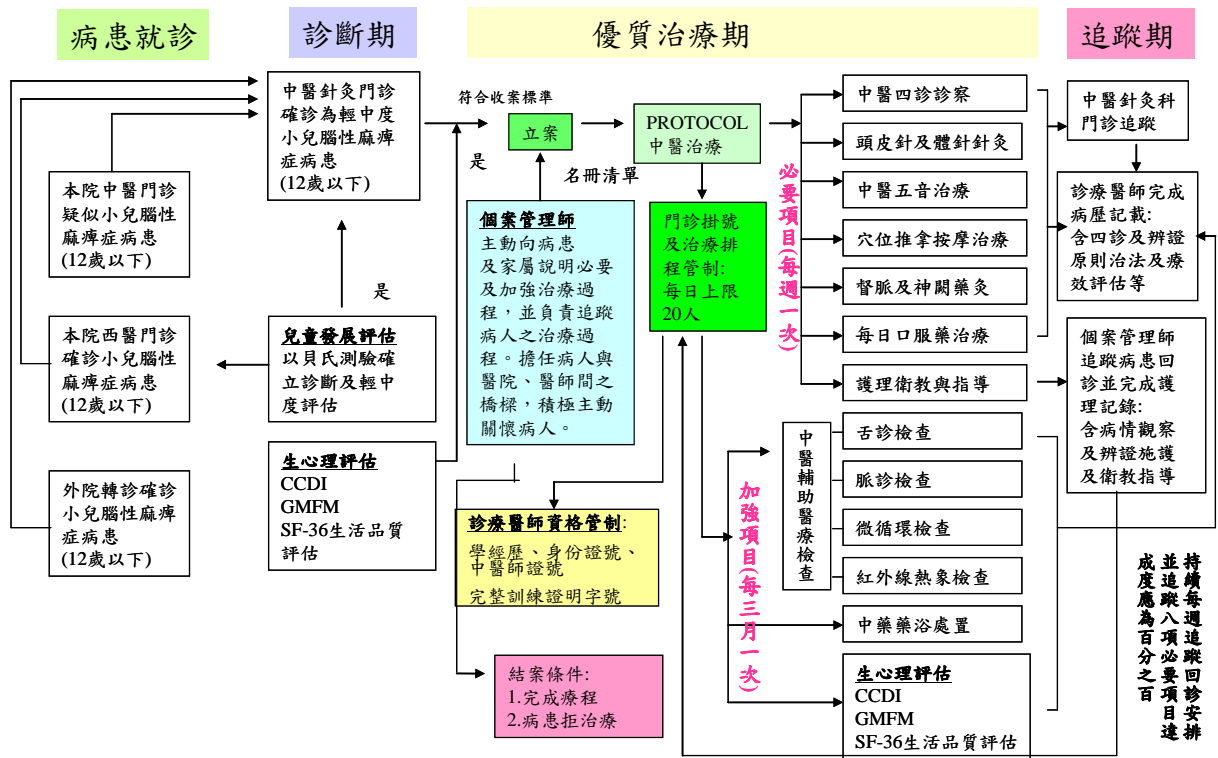 病患就診
診斷期
優質治療期
追蹤期
本院中醫門診
疑似小兒腦性
麻痺症病患
(12歲以下)
本院西醫門診
確診小兒腦性
麻痺症病患
(12歲以下)
外院轉診確診
小兒腦性麻痺
症病患
(12歲以下)
中醫針灸門診
確診為輕中度
小兒腦性麻痺
症病患
(12歲以下)
是
兒童發展評估
以貝氏測驗確
立診斷及輕中
度評估
生心理評估
CCDI
GMFM
SF-36生活品質
評估
符合收案標準
是
立案
名冊清單
個案管理師
主動向病患
及家屬說明必要
及加強治療過
程，並負責追蹤
病人之治療過
程。擔任病人與
醫院、醫師間之
橋樑，積極主動
關懷病人。
診療醫師資格管制:
學經歷、身份證號、
中醫師證號
完整訓練證明字號
結案條件:
1.完成療程
2.病患拒治療
PROTOCOL
中醫治療
門診掛號
及治療排
程管制:
每日上限
20人
必要項目(每週一次)
中醫四診診察
頭皮針及體針針灸
中醫五音治療
穴位推拿按摩治療
督脈及神闕藥灸
每日口服藥治療
護理衛教與指導
加強項目(每三月一次)
中醫輔助醫療檢查
舌診檢查
脈診檢查
微循環檢查
紅外線熱象檢查
中藥藥浴處置
生心理評估
CCDI
GMFM
SF-36生活品質評估
中醫針灸科
門診追蹤
診療醫師完成
病歷記載:
含四診及辨證
原則治法及療
效評估等
個案管理師
追蹤病患回
診並完成護
理記錄:
含病情觀察
及辨證施護
及衛教指導
持續每週追蹤回診安排
並追蹤八項必要項目達
成度應為百分之百